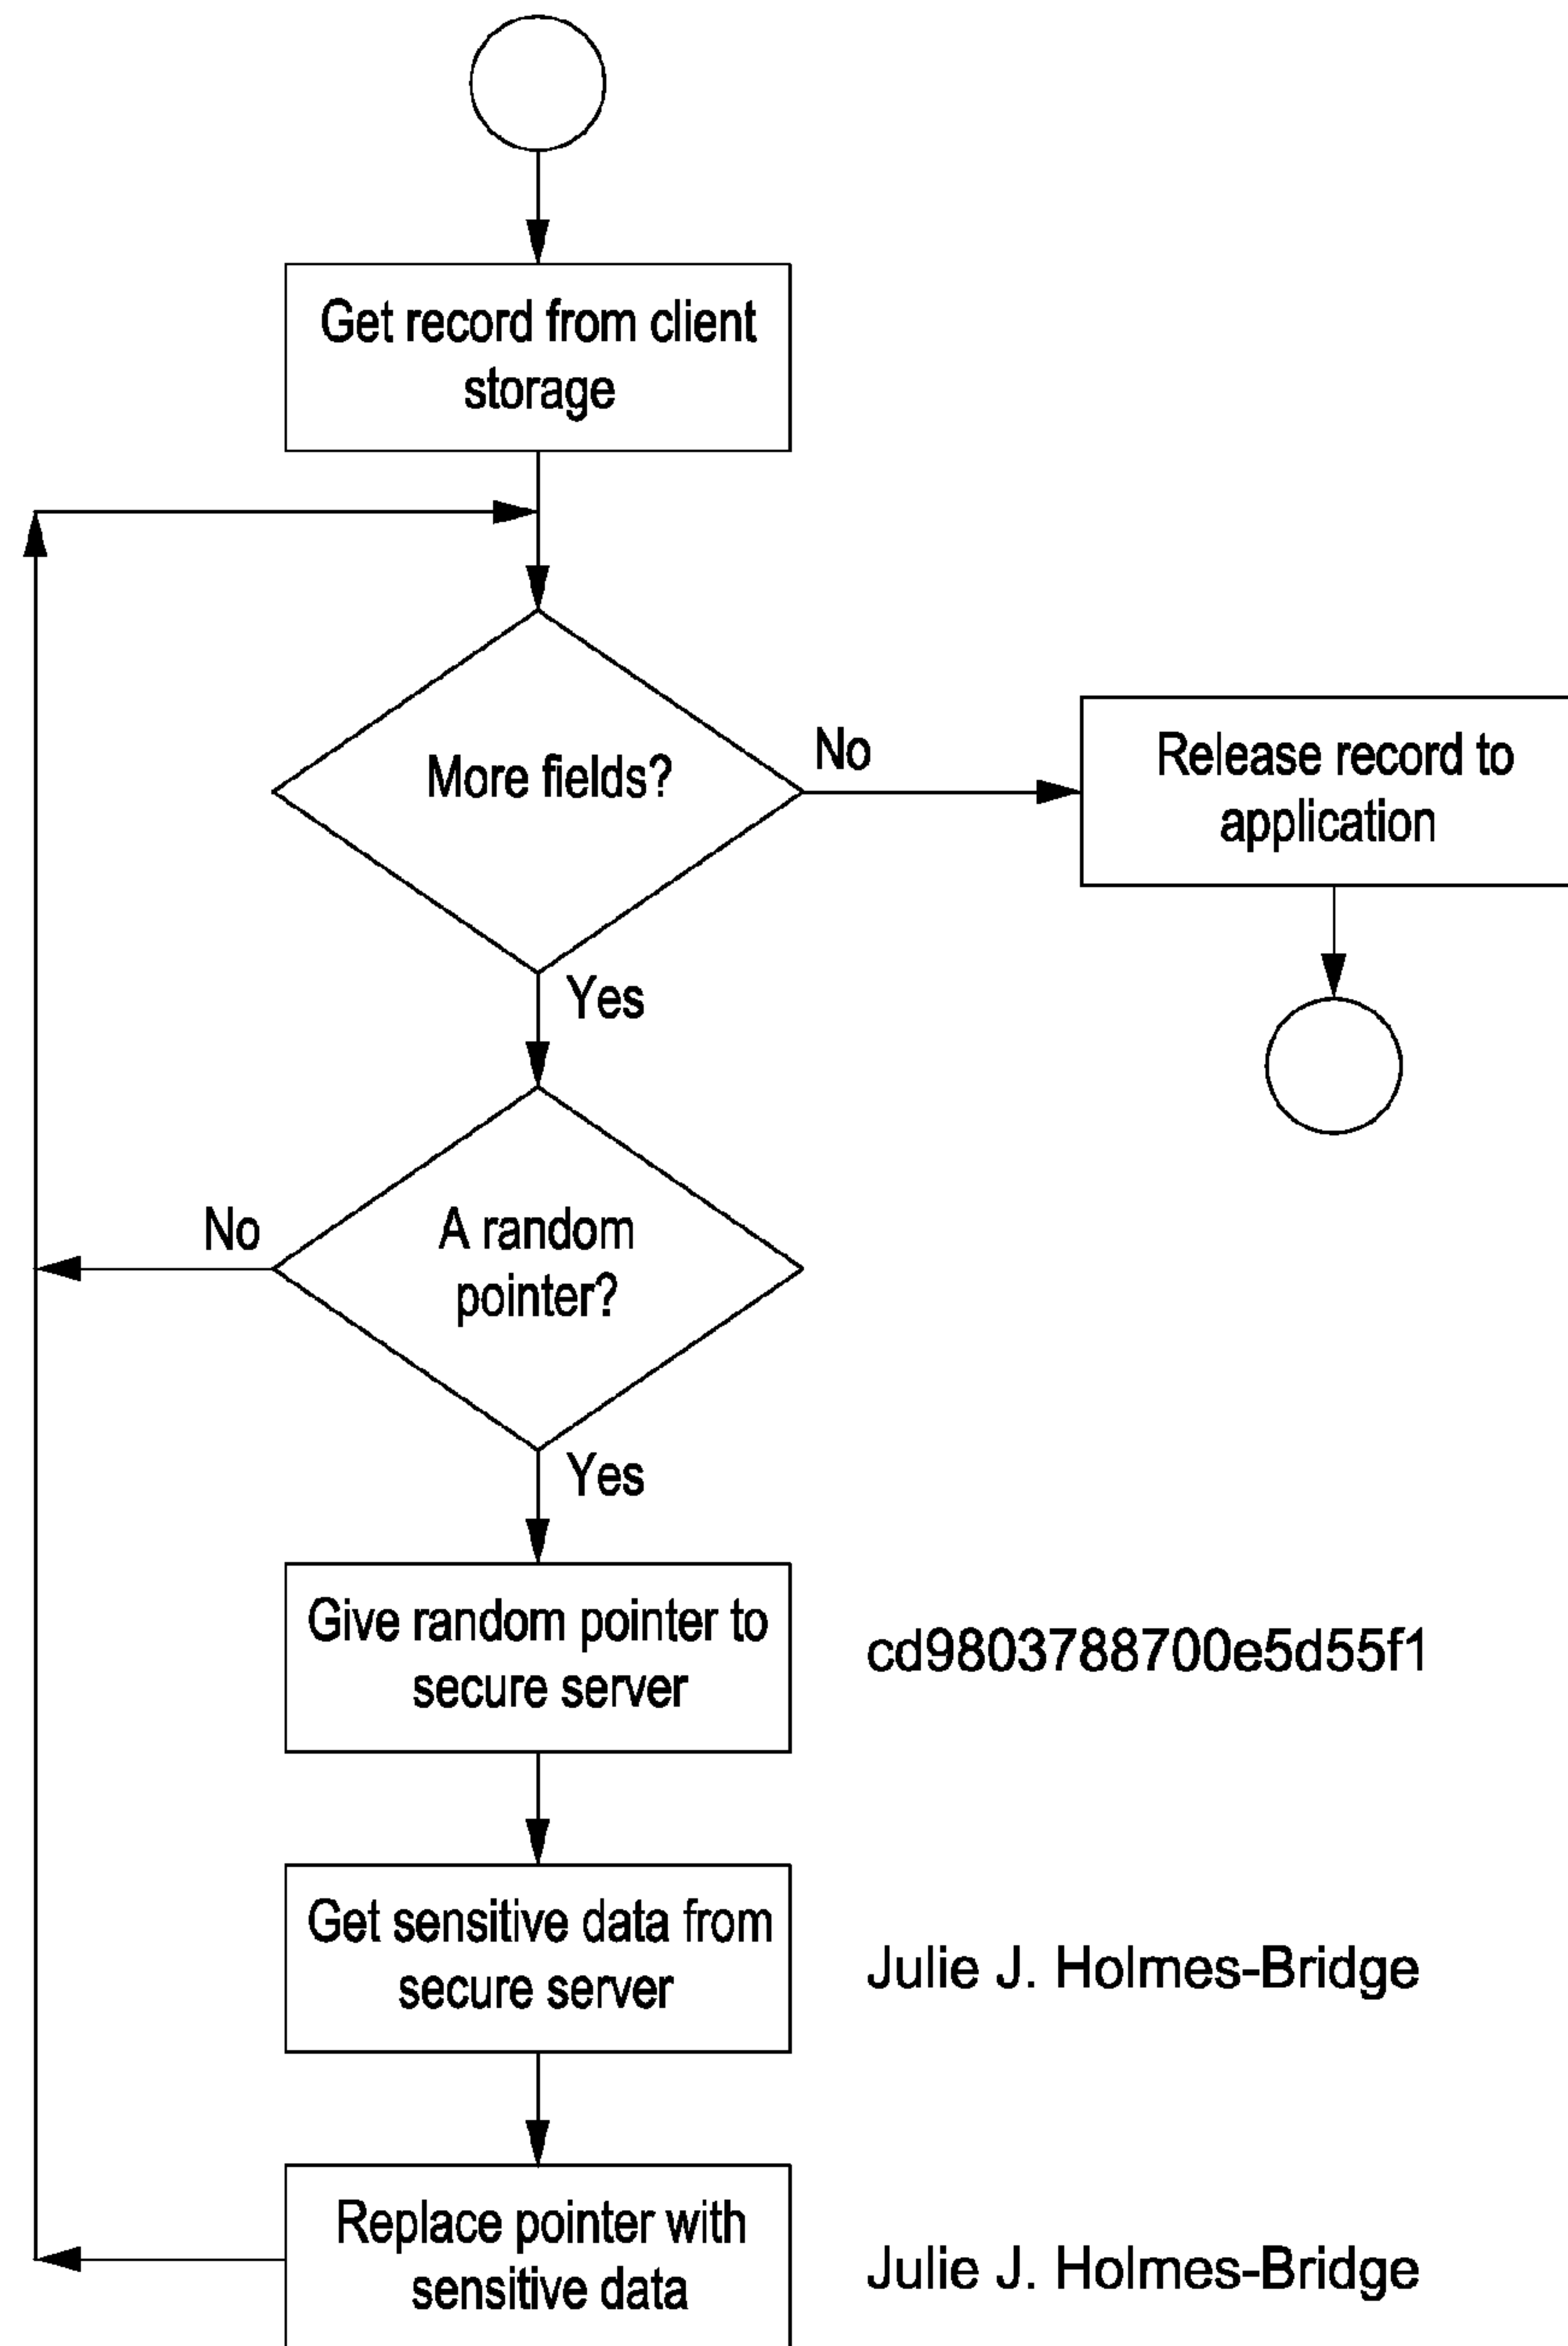 Get record from client
storage
More fields?
No
Release record to
application
Yes
No
A random
pointer?
Yes
Give random pointer to
secure server
cd9803788700e5d55f1
Get sensitive data from
secure server
Julie J. Holmes-Bridge
Replace pointer with
sensitive data
Julie J. Holmes-Bridge